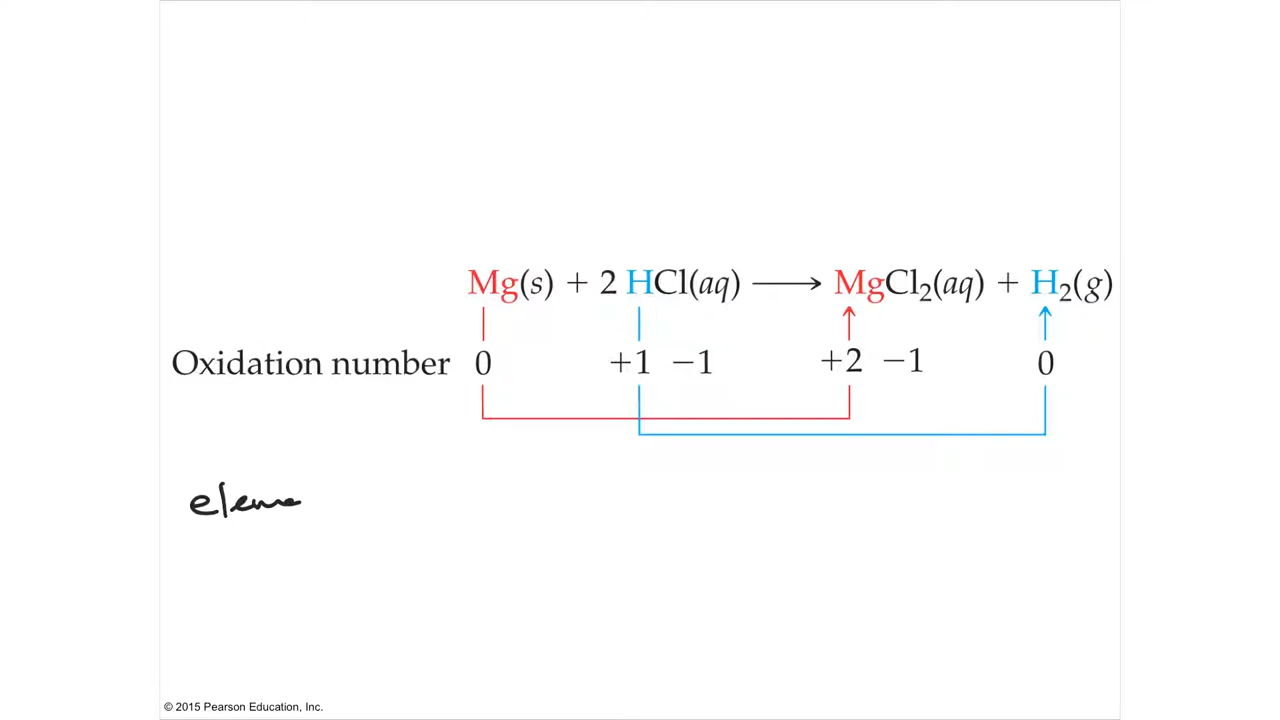 Mg(s) + 2 HCl(aq) ⟶ MgCl₂(aq) + H₂(g)
Oxidation number 0 +1 −1 +2 −1 0
eleme
© 2015 Pearson Education, Inc.